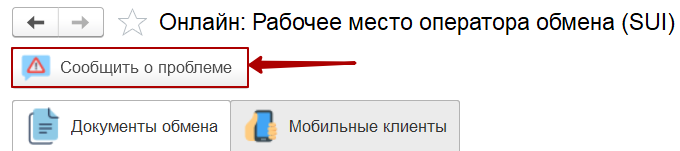 Онлайн: Рабочее место оператора обмена (SUI)
Сообщить о проблеме
Документы обмена
Мобильные клиенты